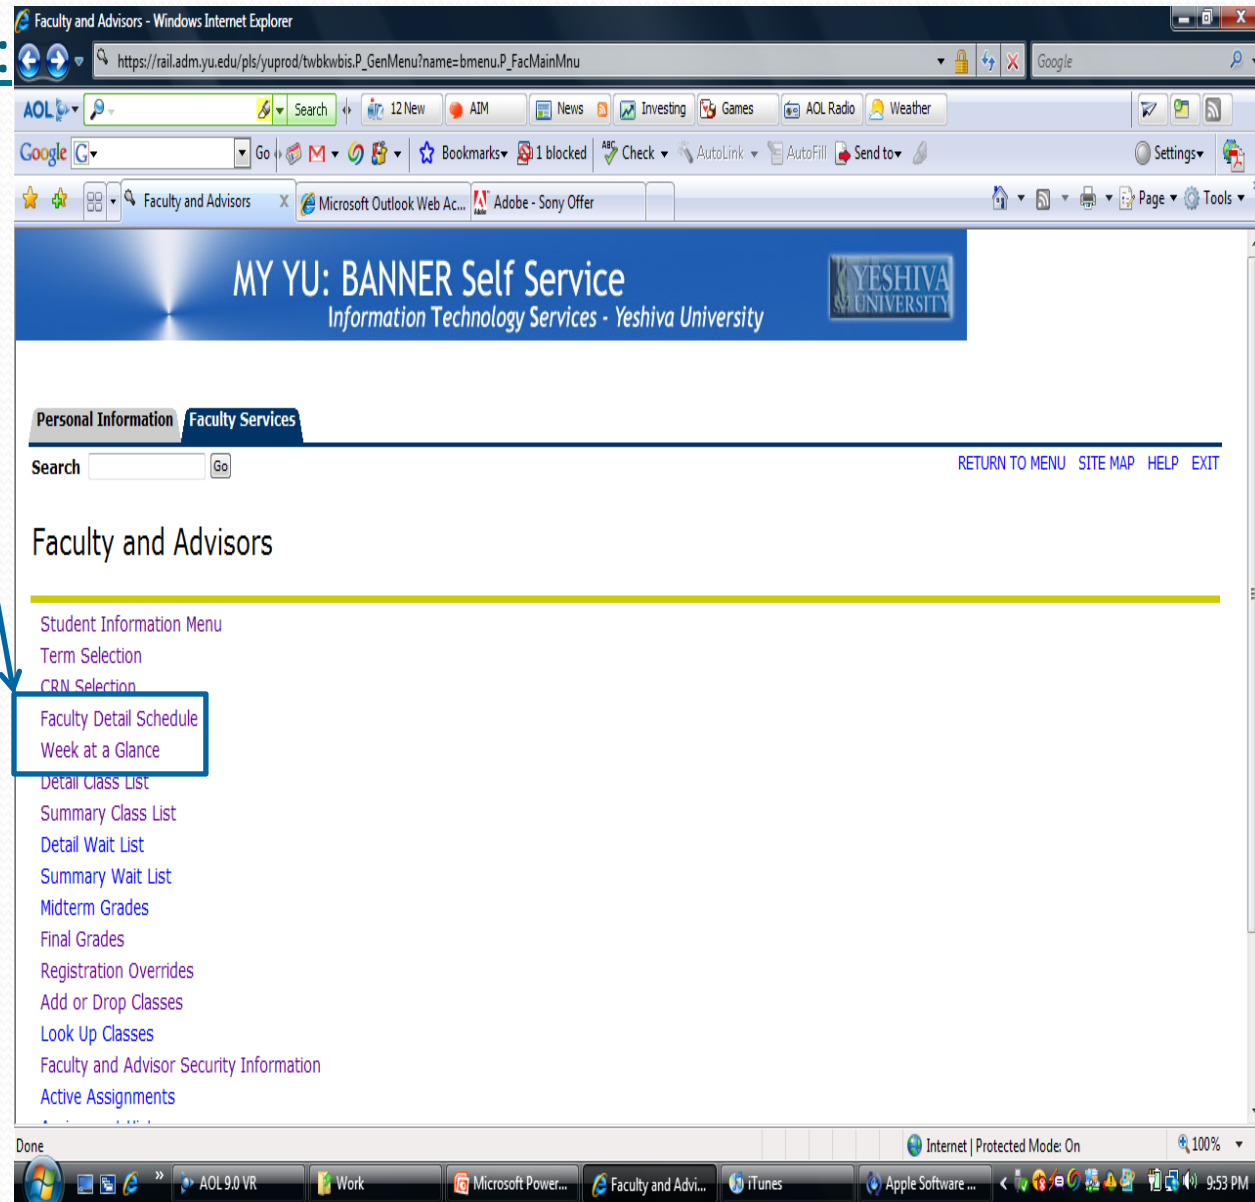 Faculty and Advisors - Windows Internet Explorer
https://rail.adm.yu.edu/pls/yuprod/twbkwbis.P_GenMenu?name=bmenu.P_FacMainMnu
Google
AOL Search 12 New AIM News Investing Games AOL Radio Weather
Google G Go Bookmarks 1 blocked ABC Check AutoLink AutoFill Send to Settings
Faculty and Advisors X Microsoft Outlook Web Ac... Adobe - Sony Offer Page Tools
MY YU: BANNER Self Service
Information Technology Services - Yeshiva University
YESHIVA
UNIVERSITY
Personal Information Faculty Services
Search Go RETURN TO MENU SITE MAP HELP EXIT
Faculty and Advisors
Student Information Menu
Term Selection
CRN Selection
Faculty Detail Schedule
Week at a Glance
Detail Class List
Summary Class List
Detail Wait List
Summary Wait List
Midterm Grades
Final Grades
Registration Overrides
Add or Drop Classes
Look Up Classes
Faculty and Advisor Security Information
Active Assignments
Done Internet | Protected Mode: On 100%
AOL 9.0 VR Work Microsoft Power... Faculty and Advi... iTunes Apple Software ... 9:53 PM